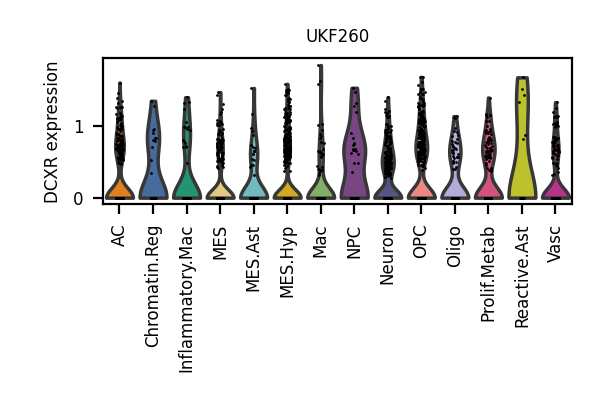 UKF260
DCXR expression
1
0
AC
Chromatin.Reg
Inflammatory.Mac
MES
MES.Ast
MES.Hyp
Mac
NPC
Neuron
OPC
Oligo
Prolif.Metab
Reactive.Ast
Vasc